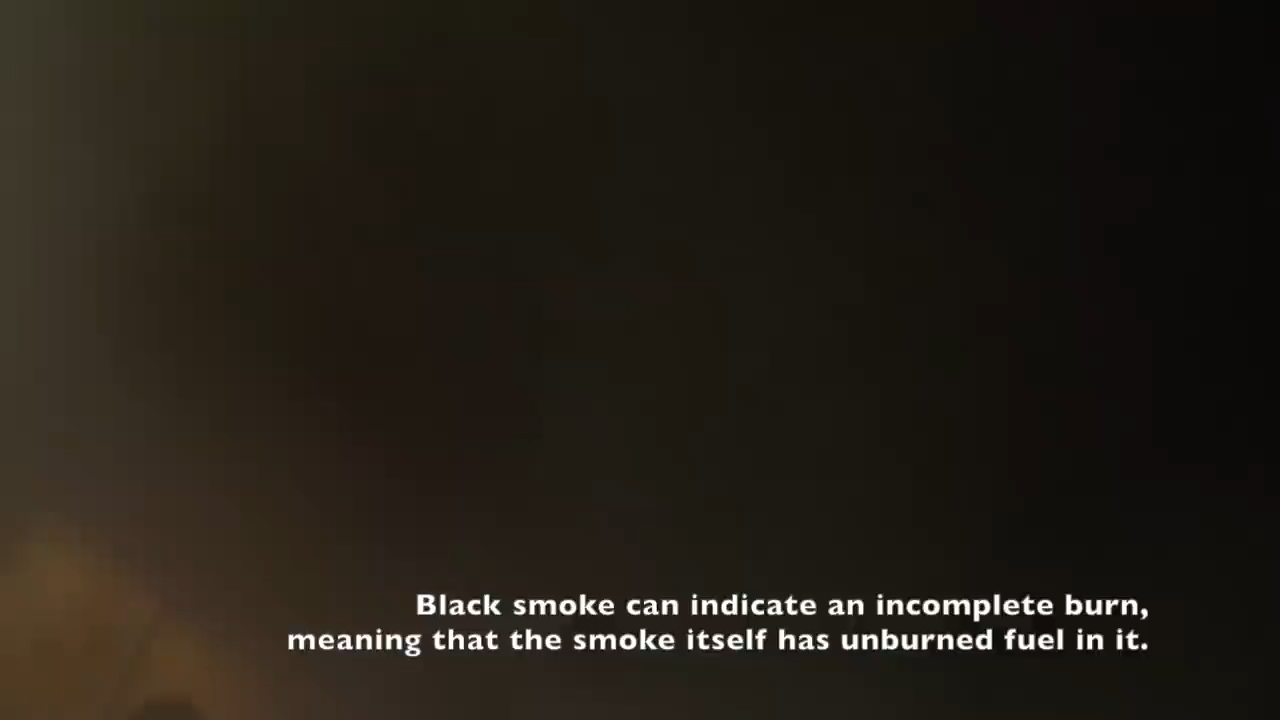 Black smoke can indicate an incomplete burn,
meaning that the smoke itself has unburned fuel in it.